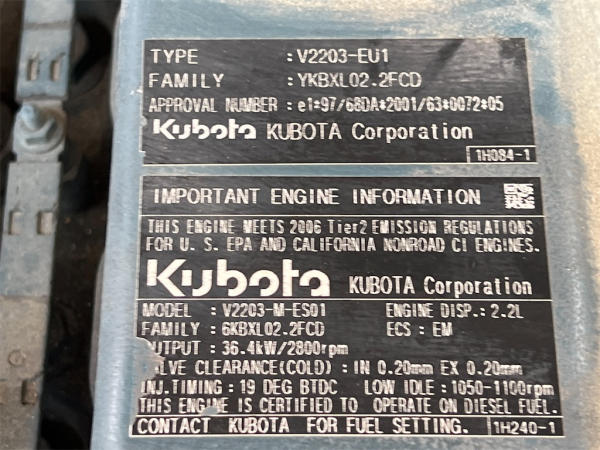 TYPE : V2203-EU1
FAMILY : YKBXL02.2FCD
APPROVAL NUMBER : e1*97/68DA*2001/63*0072*05
Kubota KUBOTA Corporation
1H084-1
IMPORTANT ENGINE INFORMATION
THIS ENGINE MEETS 2006 Tier2 EMISSION REGULATIONS
FOR U. S. EPA AND CALIFORNIA NONROAD CI ENGINES.
Kubota KUBOTA Corporation
MODEL : V2203-M-ES01 ENGINE DISP.: 2.2L
FAMILY : 6KBXL02.2FCD ECS : EM
OUTPUT : 36.4kW/2800rpm
VALVE CLEARANCE(COLD) : IN 0.20mm EX 0.20mm
INJ.TIMING : 19 DEG BTDC LOW IDLE : 1050-1100rpm
THIS ENGINE IS CERTIFIED TO OPERATE ON DIESEL FUEL.
CONTACT KUBOTA FOR FUEL SETTING. 1H240-1